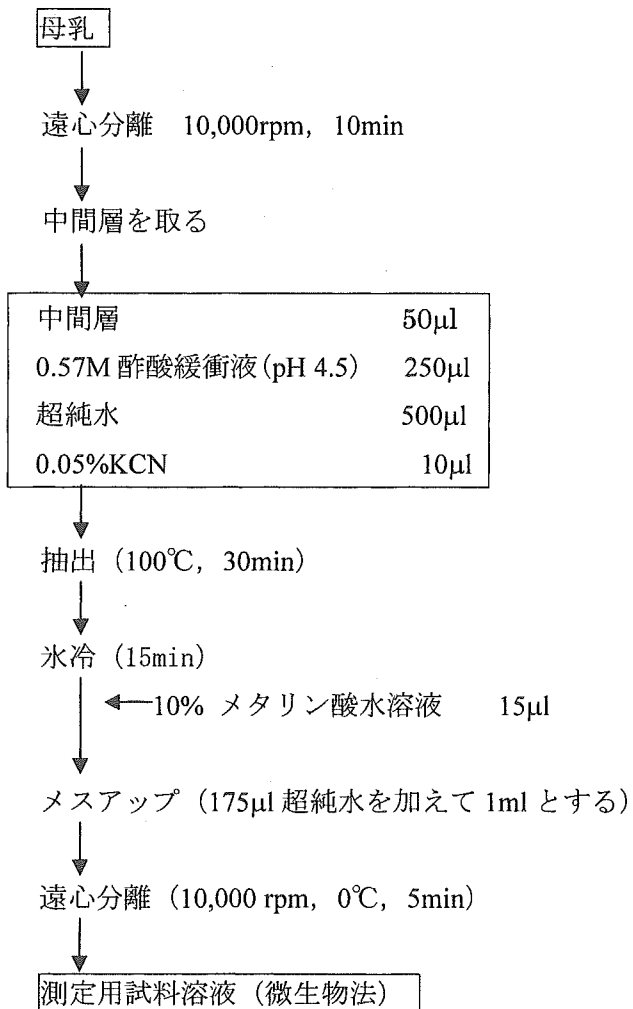 母乳
遠心分離 10,000rpm, 10min
中間層を取る
中間層 50μl
0.57M 酢酸緩衝液(pH 4.5) 250μl
超純水 500μl
0.05%KCN 10μl
抽出 (100℃, 30min)
氷冷 (15min)
10% メタリン酸水溶液 15μl
メスアップ (175μl 超純水を加えて 1ml とする)
遠心分離 (10,000 rpm, 0℃, 5min)
測定用試料溶液 (微生物法)